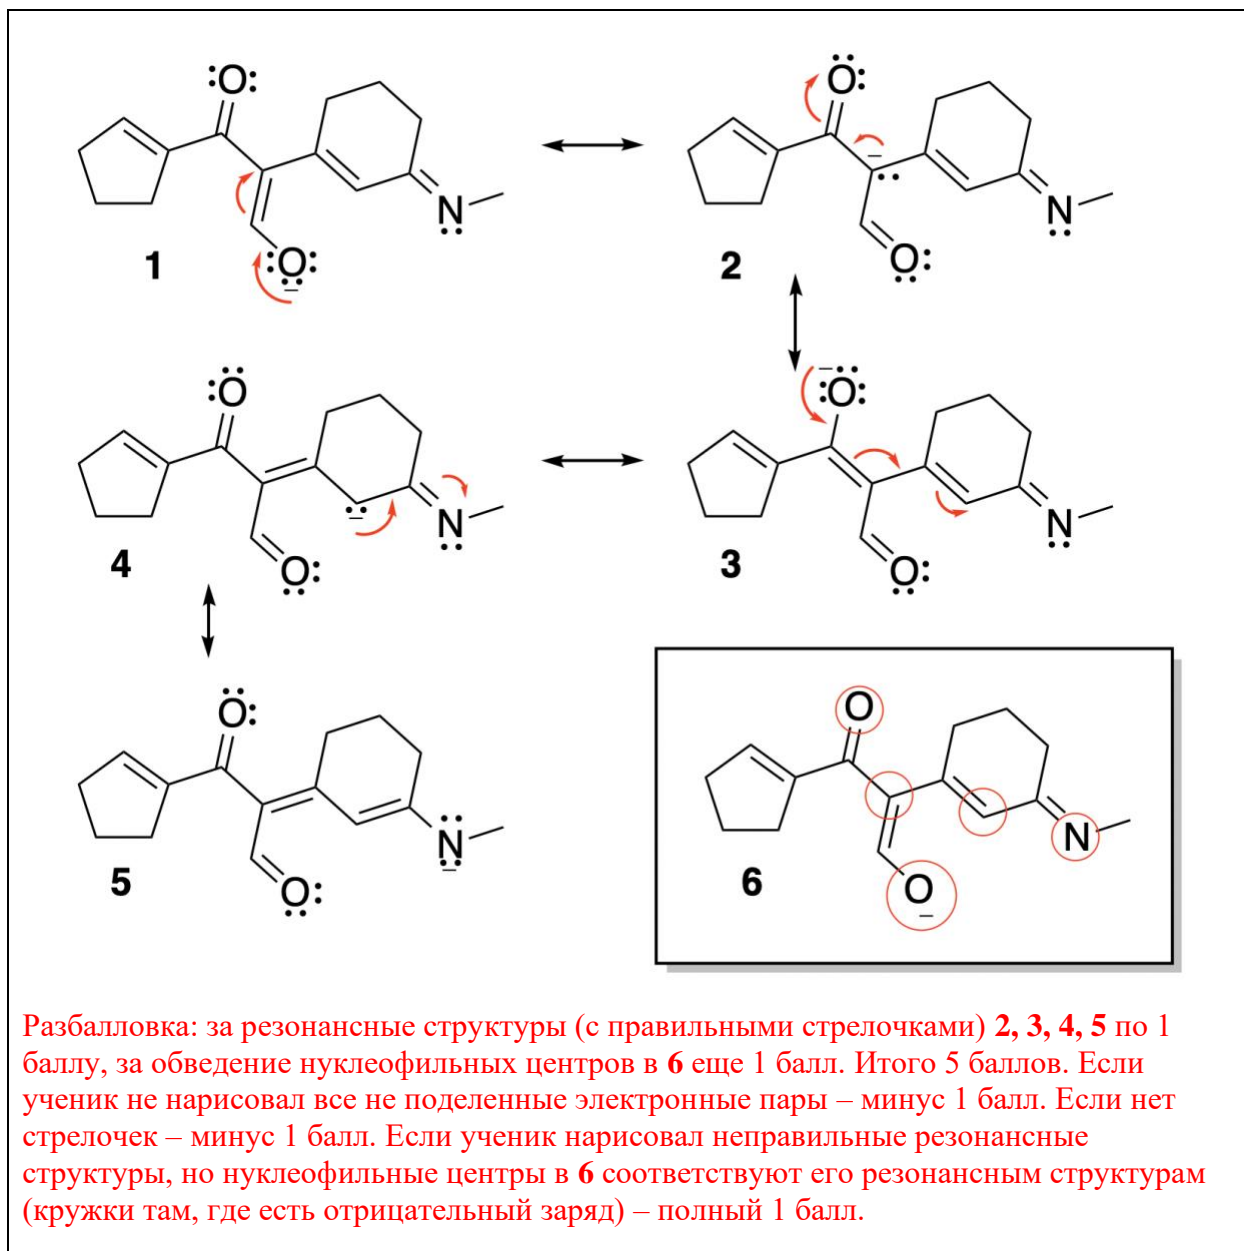 O
O
N
1
2
O
O
N
O
O
N
4
3
O
O
N
O
O
N
5
6
O
O
N
Разбалловка: за резонансные структуры (с правильными стрелочками) 2, 3, 4, 5 по 1
баллу, за обведение нуклеофильных центров в 6 еще 1 балл. Итого 5 баллов. Если
ученик не нарисовал все не поделенные электронные пары – минус 1 балл. Если нет
стрелочек – минус 1 балл. Если ученик нарисовал неправильные резонансные
структуры, но нуклеофильные центры в 6 соответствуют его резонансным структурам
(кружки там, где есть отрицательный заряд) – полный 1 балл.